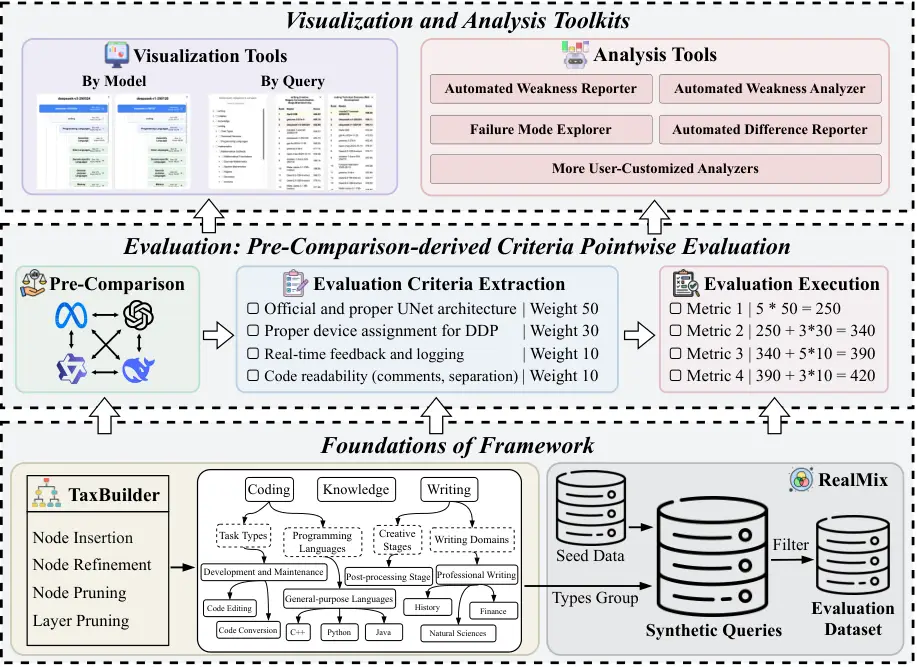 Visualization and Analysis Toolkits
Visualization Tools
By Model
By Query
Analysis Tools
Automated Weakness Reporter
Automated Weakness Analyzer
Failure Mode Explorer
Automated Difference Reporter
More User-Customized Analyzers
Evaluation: Pre-Comparison-derived Criteria Pointwise Evaluation
Pre-Comparison
Evaluation Criteria Extraction
Official and proper UNet architecture | Weight 50
Proper device assignment for DDP | Weight 30
Real-time feedback and logging | Weight 10
Code readability (comments, separation) | Weight 10
Evaluation Execution
Metric 1 | 5 * 50 = 250
Metric 2 | 250 + 3*30 = 340
Metric 3 | 340 + 5*10 = 390
Metric 4 | 390 + 3*10 = 420
Foundations of Framework
TaxBuilder
Node Insertion
Node Refinement
Node Pruning
Layer Pruning
Coding
Knowledge
Writing
Task Types
Programming
Languages
Creative
Stages
Writing Domains
Development and Maintenance
Post-processing Stage
Professional Writing
Code Editing
General-purpose Languages
History
Finance
Code Conversion
C++
Python
Java
Natural Sciences
RealMix
Seed Data
Types Group
Synthetic Queries
Filter
Evaluation
Dataset